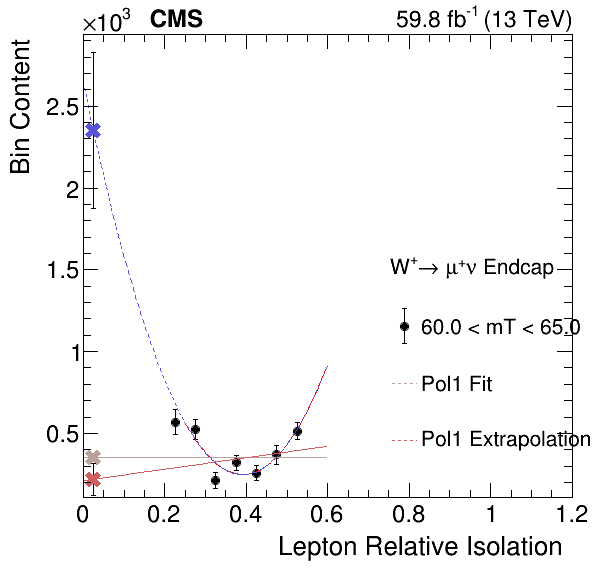 ×10³ CMS 59.8 fb⁻¹ (13 TeV)
Bin Content
2.5
2
1.5
1
0.5
W⁺→ μ⁺ν Endcap
60.0 < mT < 65.0
Pol1 Fit
Pol1 Extrapolation
0 0.2 0.4 0.6 0.8 1 1.2
Lepton Relative Isolation